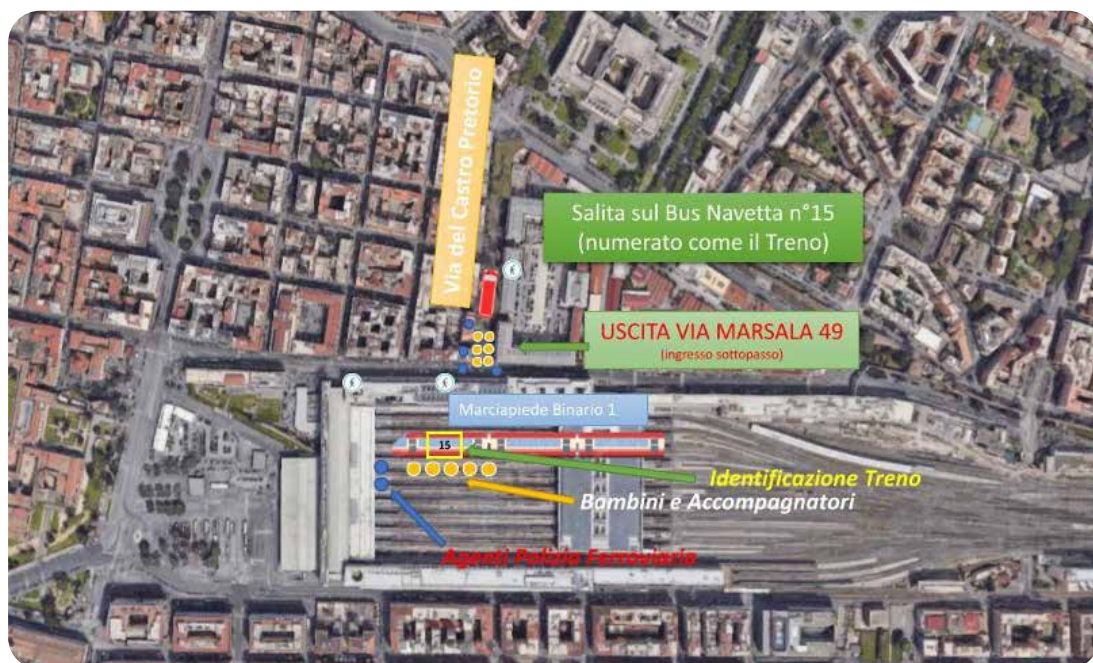 Via del Castro Pretorio
Salita sul Bus Navetta n°15
(numerato come il Treno)
USCITA VIA MARSALA 49
(ingresso sottopasso)
Marciapiede Binario 1
15
Identificazione Treno
Bambini e Accompagnatori
Agenti Polizia Ferroviaria